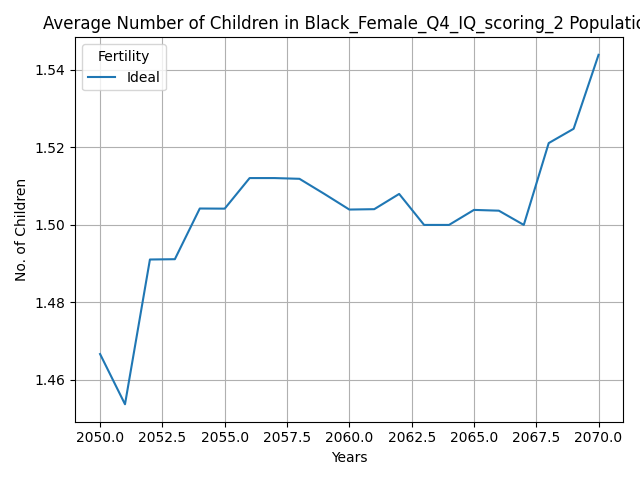 Average Number of Children in Black_Female_Q4_IQ_scoring_2 Populatio
Fertility
Ideal
No. of Children
1.54
1.52
1.50
1.48
1.46
2050.0 2052.5 2055.0 2057.5 2060.0 2062.5 2065.0 2067.5 2070.0
Years